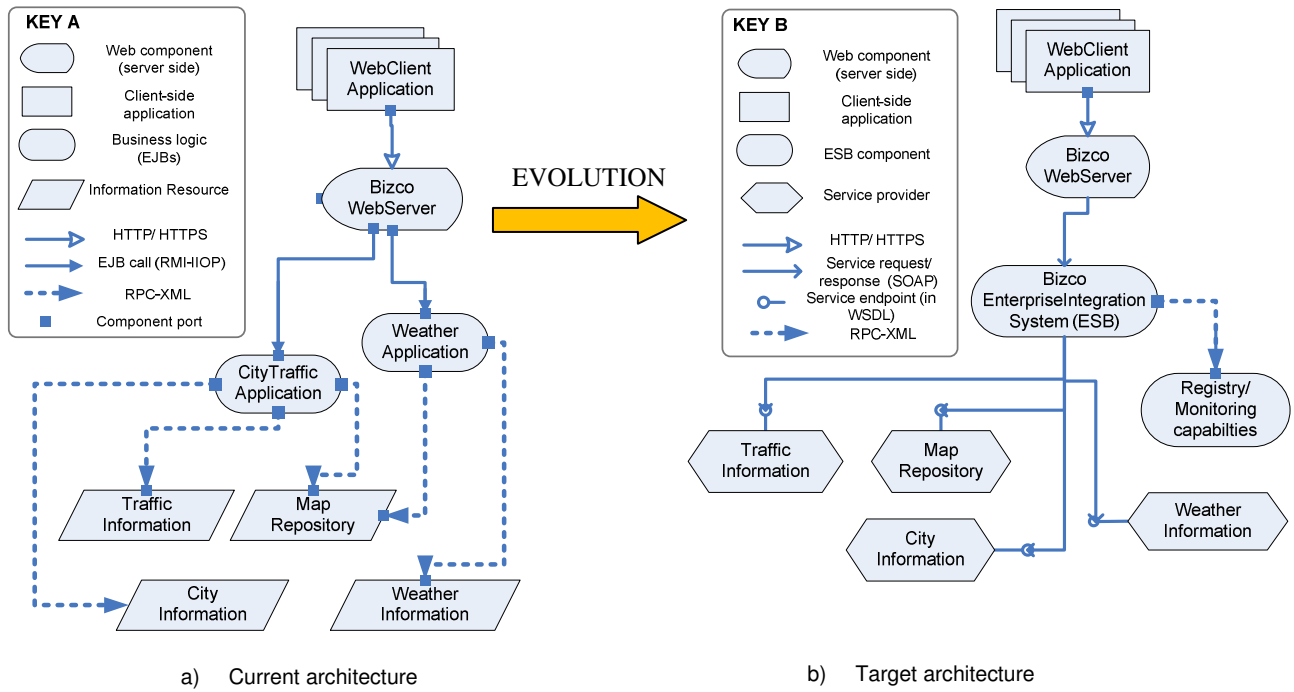 KEY A
Web component
(server side)
Client-side
application
Business logic
(EJBs)
Information Resource
HTTP/ HTTPS
EJB call (RMI-IIOP)
RPC-XML
Component port
WebClient
Application
Bizco
WebServer
CityTraffic
Application
Weather
Application
Traffic
Information
Map
Repository
City
Information
Weather
Information
a) Current architecture
EVOLUTION
KEY B
Web component
(server side)
Client-side
application
ESB component
Service provider
HTTP/ HTTPS
Service request/
response (SOAP)
Service endpoint (in
WSDL)
RPC-XML
WebClient
Application
Bizco
WebServer
Bizco
EnterpriseIntegration
System (ESB)
Registry/
Monitoring
capabilties
Traffic
Information
Map
Repository
City
Information
Weather
Information
b) Target architecture